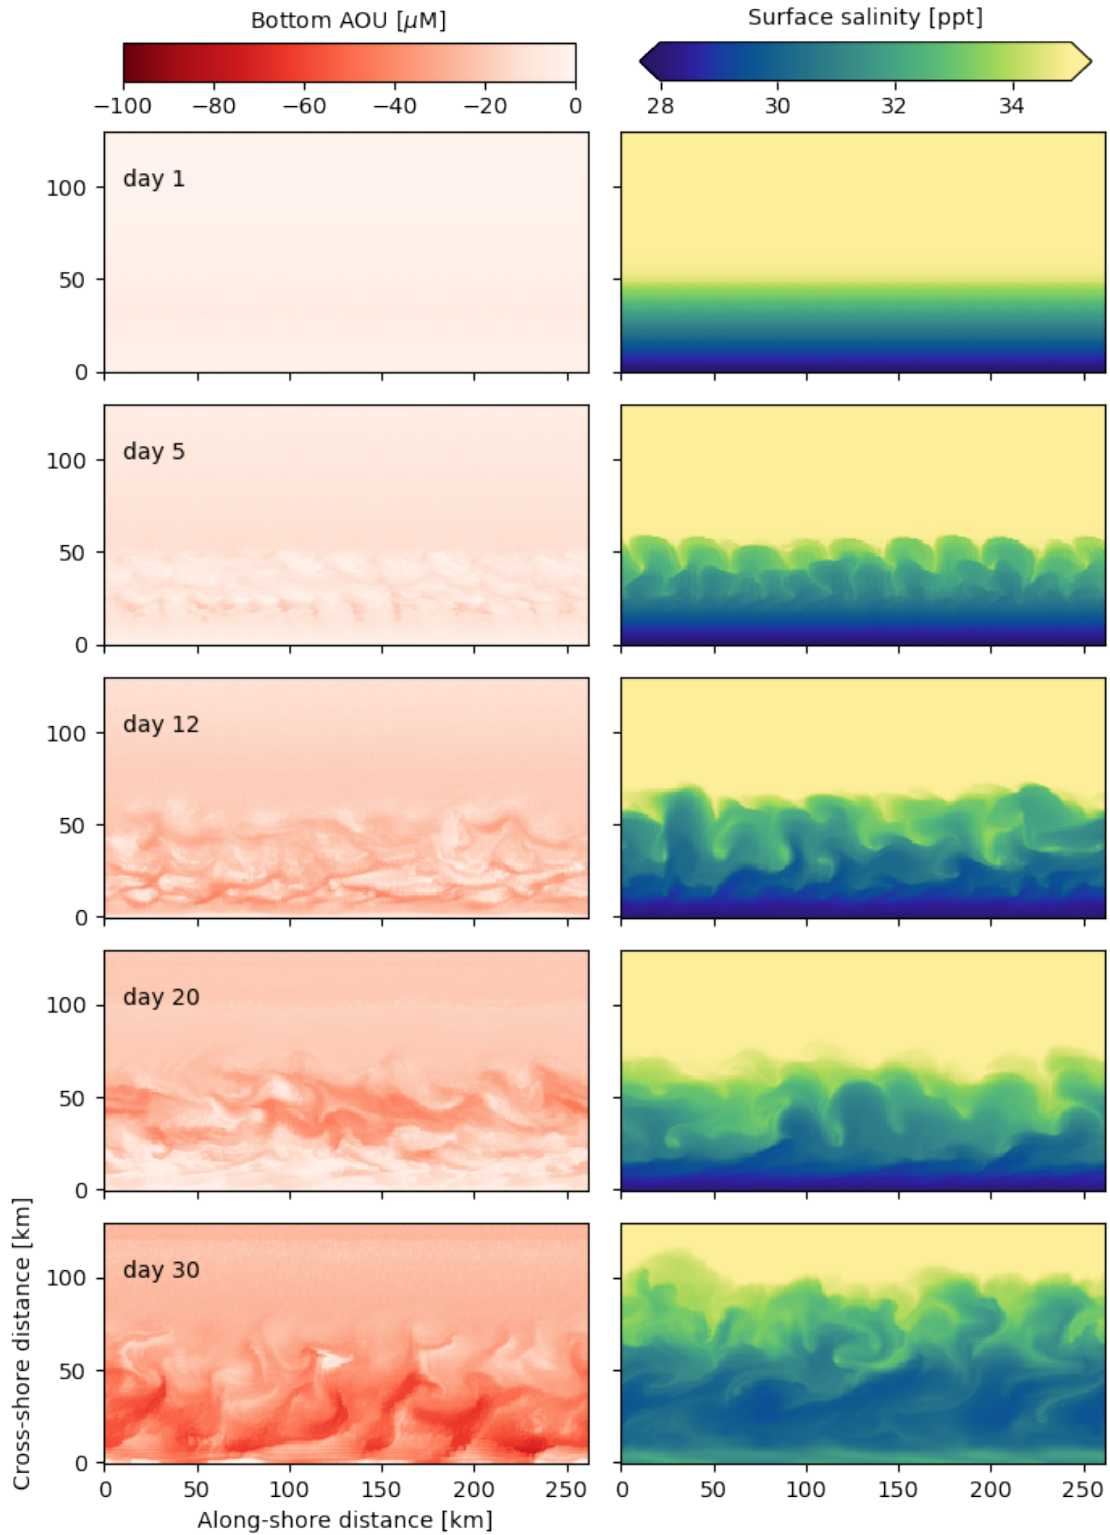 Bottom AOU [μM]
Surface salinity [ppt]
−100 −80 −60 −40 −20 0
28 30 32 34
day 1
100
50
0
day 5
100
50
0
day 12
100
50
0
day 20
100
50
0
day 30
100
50
0
Cross-shore distance [km]
0 50 100 150 200 250
0 50 100 150 200 250
Along-shore distance [km]